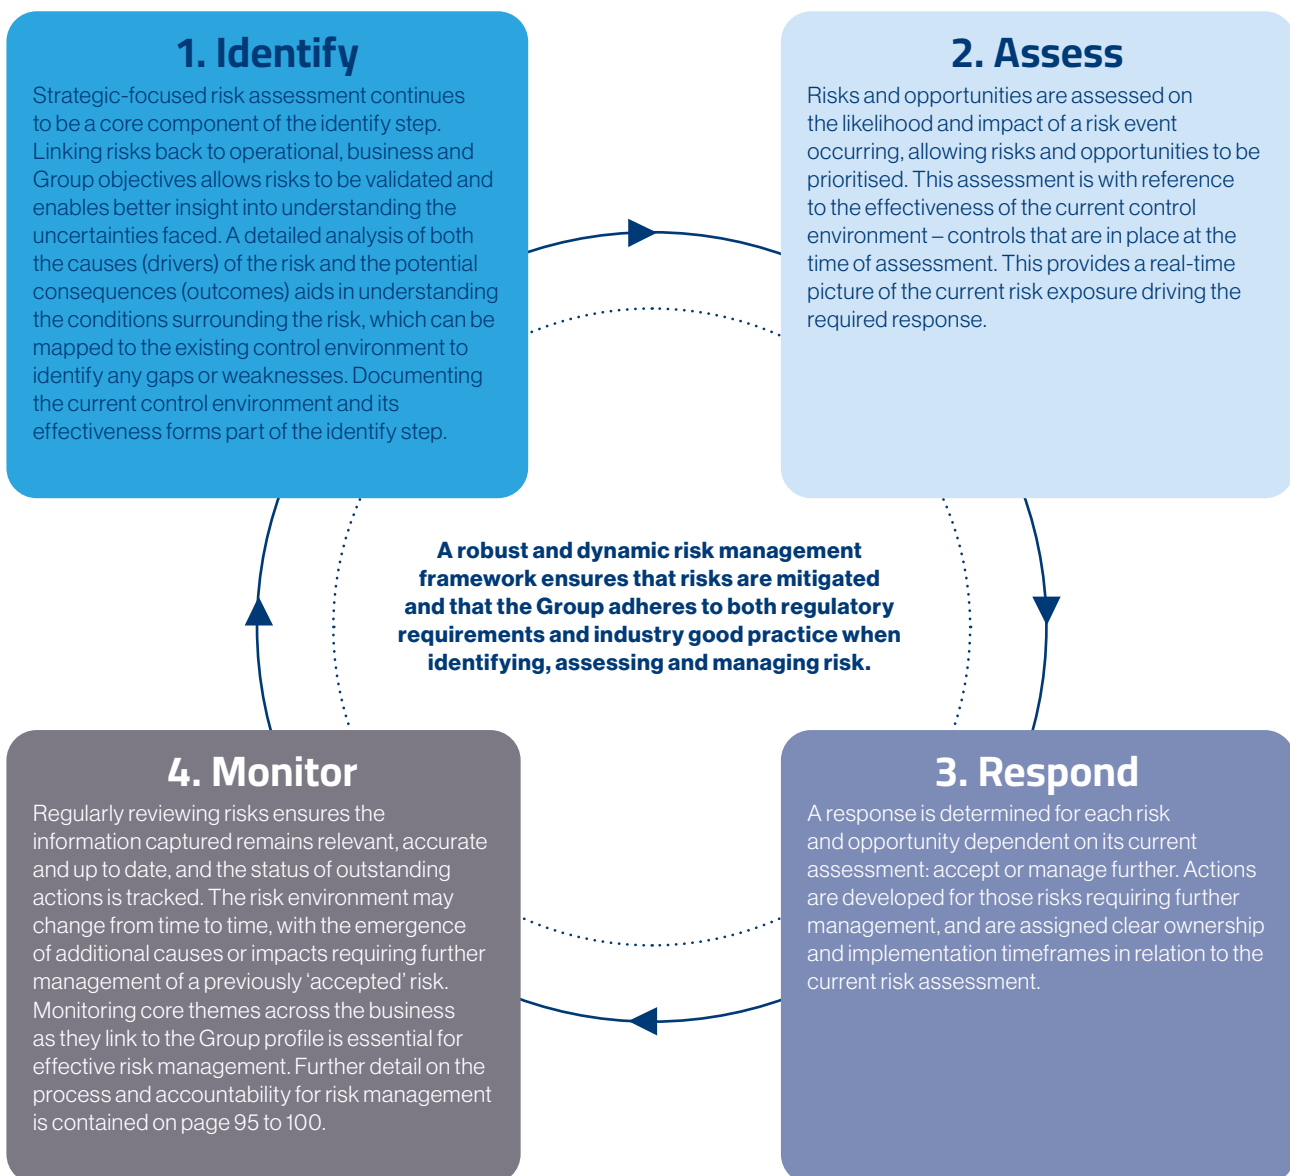 1. Identify
Strategic-focused risk assessment continues
to be a core component of the identify step.
Linking risks back to operational, business and
Group objectives allows risks to be validated and
enables better insight into understanding the
uncertainties faced. A detailed analysis of both
the causes (drivers) of the risk and the potential
consequences (outcomes) aids in understanding
the conditions surrounding the risk, which can be
mapped to the existing control environment to
identify any gaps or weaknesses. Documenting
the current control environment and its
effectiveness forms part of the identify step.
2. Assess
Risks and opportunities are assessed on
the likelihood and impact of a risk event
occurring, allowing risks and opportunities to be
prioritised. This assessment is with reference
to the effectiveness of the current control
environment – controls that are in place at the
time of assessment. This provides a real-time
picture of the current risk exposure driving the
required response.
A robust and dynamic risk management
framework ensures that risks are mitigated
and that the Group adheres to both regulatory
requirements and industry good practice when
identifying, assessing and managing risk.
3. Respond
A response is determined for each risk
and opportunity dependent on its current
assessment: accept or manage further. Actions
are developed for those risks requiring further
management, and are assigned clear ownership
and implementation timeframes in relation to the
current risk assessment.
4. Monitor
Regularly reviewing risks ensures the
information captured remains relevant, accurate
and up to date, and the status of outstanding
actions is tracked. The risk environment may
change from time to time, with the emergence
of additional causes or impacts requiring further
management of a previously ‘accepted’ risk.
Monitoring core themes across the business
as they link to the Group profile is essential for
effective risk management. Further detail on the
process and accountability for risk management
is contained on page 95 to 100.